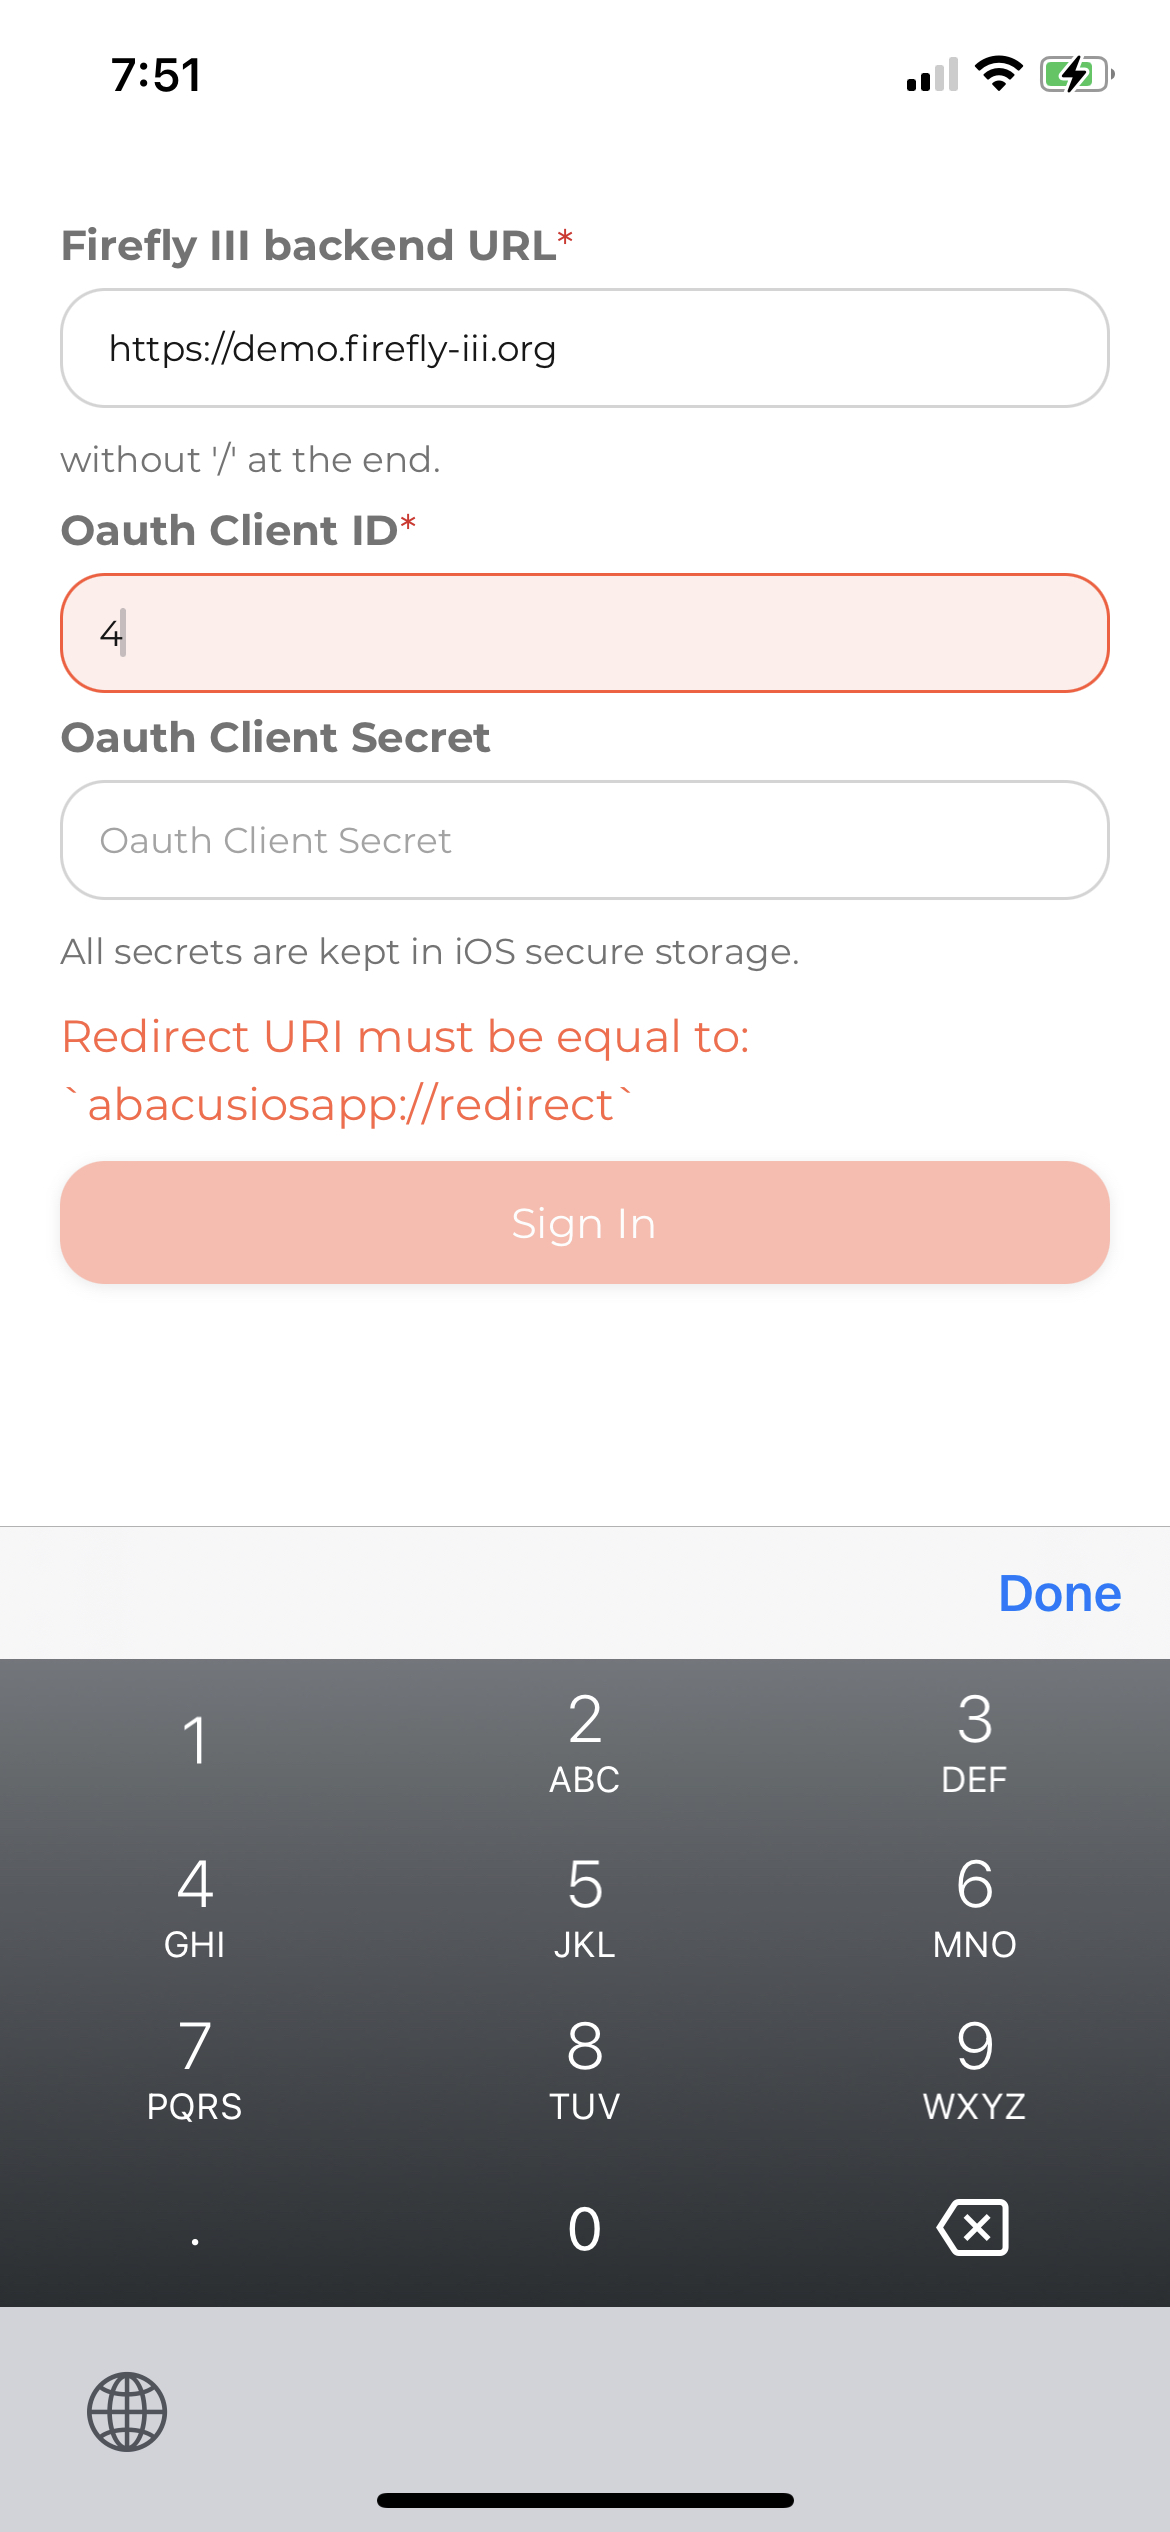 7:51
Firefly III backend URL*
https://demo.firefly-iii.org
without '/' at the end.
Oauth Client ID*
4
Oauth Client Secret
Oauth Client Secret
All secrets are kept in iOS secure storage.
Redirect URI must be equal to:
`abacusiosapp://redirect`
Sign In
Done
1
2
3
ABC
DEF
4
5
6
GHI
JKL
MNO
7
8
9
PQRS
TUV
WXYZ
.
0